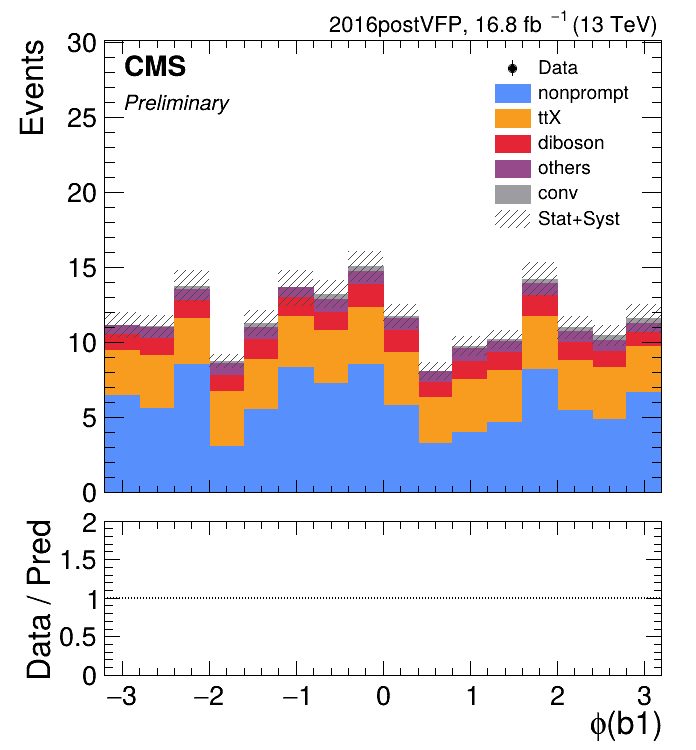 2016postVFP, 16.8 fb⁻¹ (13 TeV)
CMS
Preliminary
Events
30
25
20
15
10
5
0
Data
nonprompt
ttX
diboson
others
conv
Stat+Syst
Data / Pred
2
1.5
1
0.5
0
−3 −2 −1 0 1 2 3
ϕ(b1)